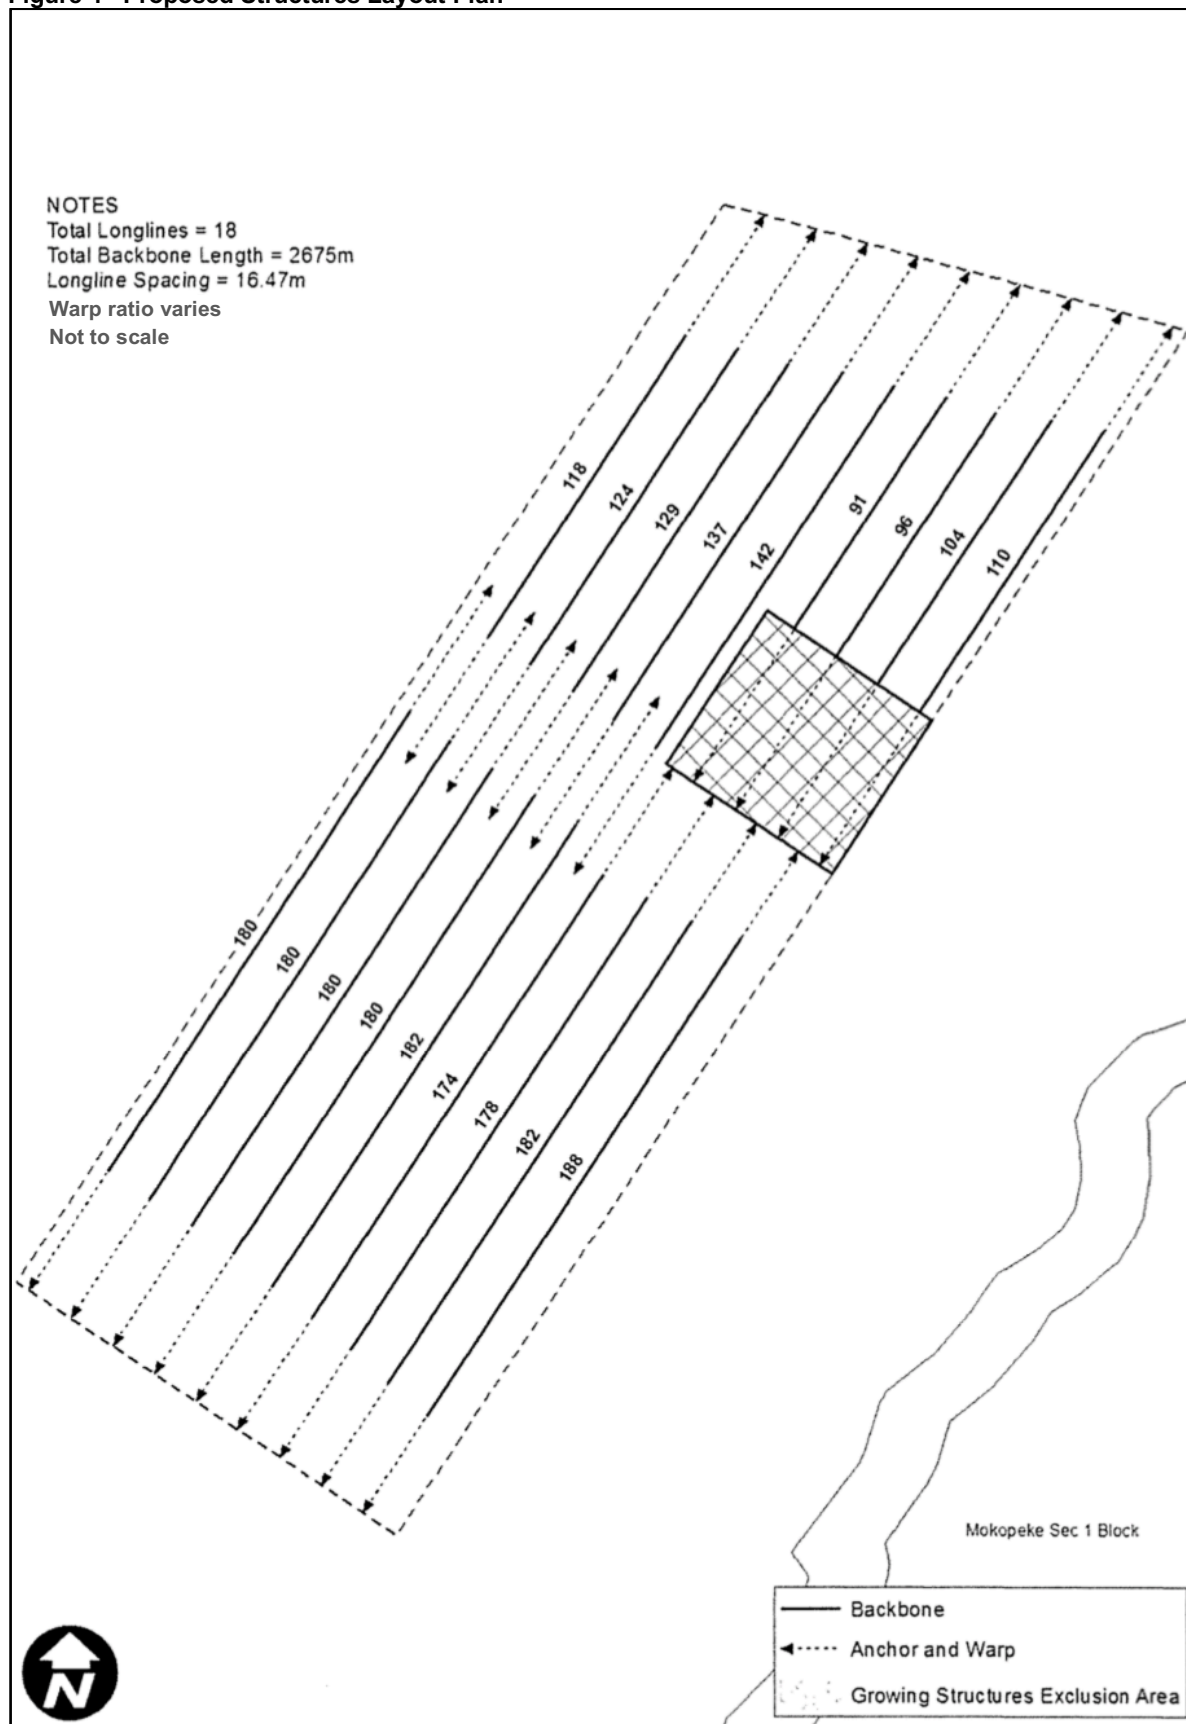 Figure 1 - Proposed Structures Layout Plan
NOTES
Total Longlines = 18
Total Backbone Length = 2675m
Longline Spacing = 16.47m
Warp ratio varies
Not to scale
118
124
129
137
142
91
96
104
110
180
180
180
180
182
174
178
182
188
Mokopeke Sec 1 Block
Backbone
Anchor and Warp
Growing Structures Exclusion Area
N